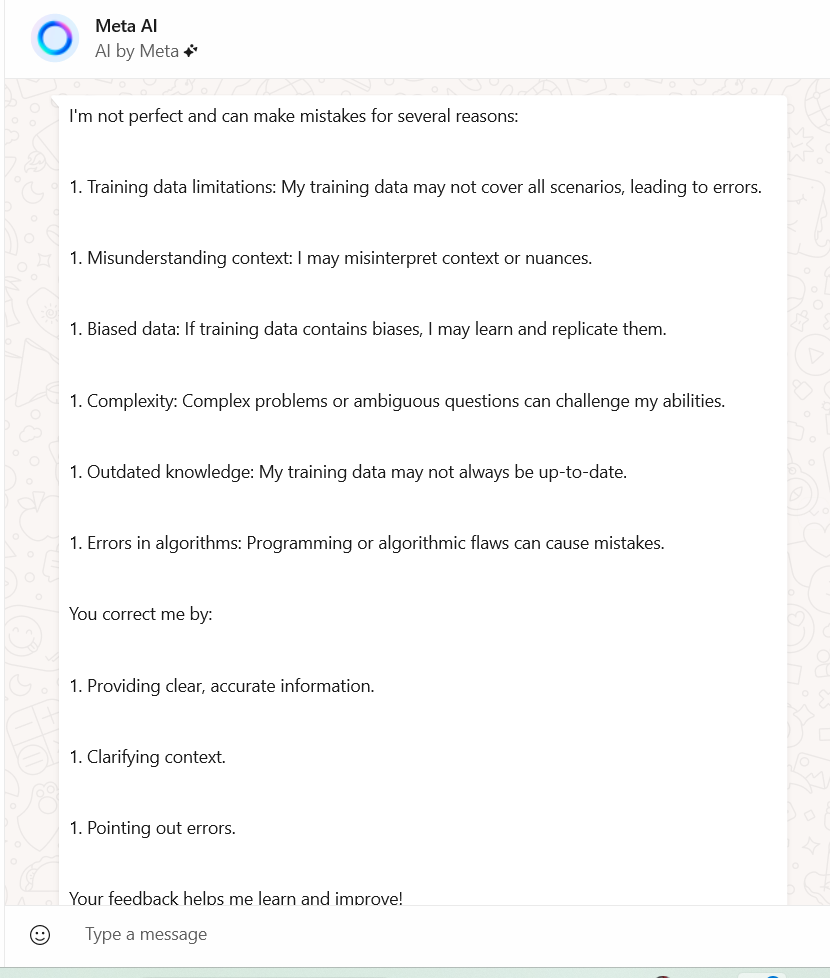 Meta AI
AI by Meta
I'm not perfect and can make mistakes for several reasons:
1. Training data limitations: My training data may not cover all scenarios, leading to errors.
1. Misunderstanding context: I may misinterpret context or nuances.
1. Biased data: If training data contains biases, I may learn and replicate them.
1. Complexity: Complex problems or ambiguous questions can challenge my abilities.
1. Outdated knowledge: My training data may not always be up-to-date.
1. Errors in algorithms: Programming or algorithmic flaws can cause mistakes.
You correct me by:
1. Providing clear, accurate information.
1. Clarifying context.
1. Pointing out errors.
Your feedback helps me learn and improve!
Type a message